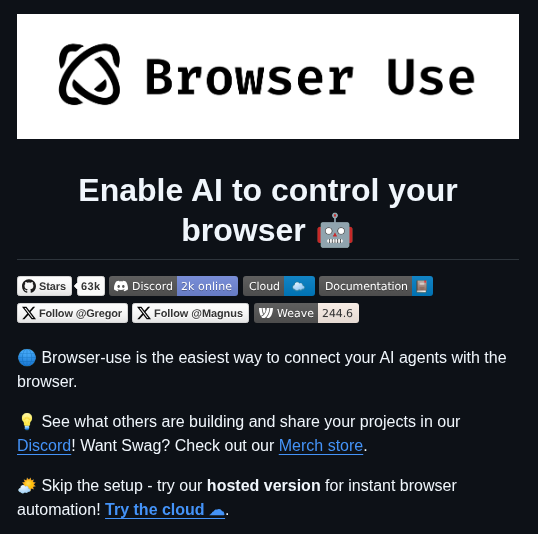 Browser Use
Enable AI to control your
browser 🤖
Stars 63k Discord 2k online Cloud ☁️ Documentation 📓
Follow @Gregor Follow @Magnus Weave 244.6
🌐 Browser-use is the easiest way to connect your AI agents with the
browser.
💡 See what others are building and share your projects in our
Discord! Want Swag? Check out our Merch store.
🌤️ Skip the setup - try our hosted version for instant browser
automation! Try the cloud ☁.